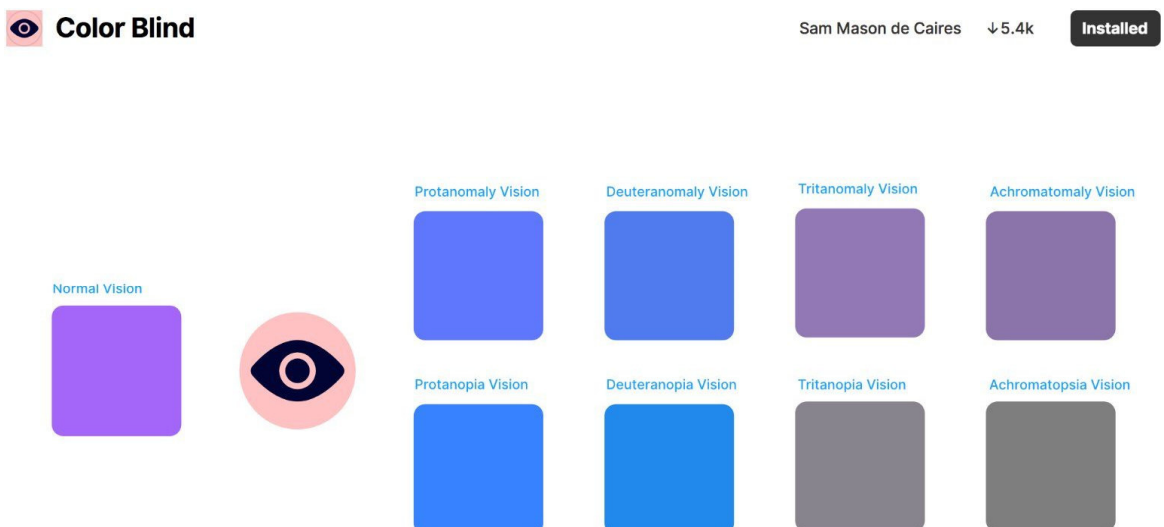 Color Blind
Sam Mason de Caires ↓5.4k Installed
Protanomaly Vision Deuteranomaly Vision Tritanomaly Vision Achromatomaly Vision
Normal Vision
Protanopia Vision Deuteranopia Vision Tritanopia Vision Achromatopsia Vision